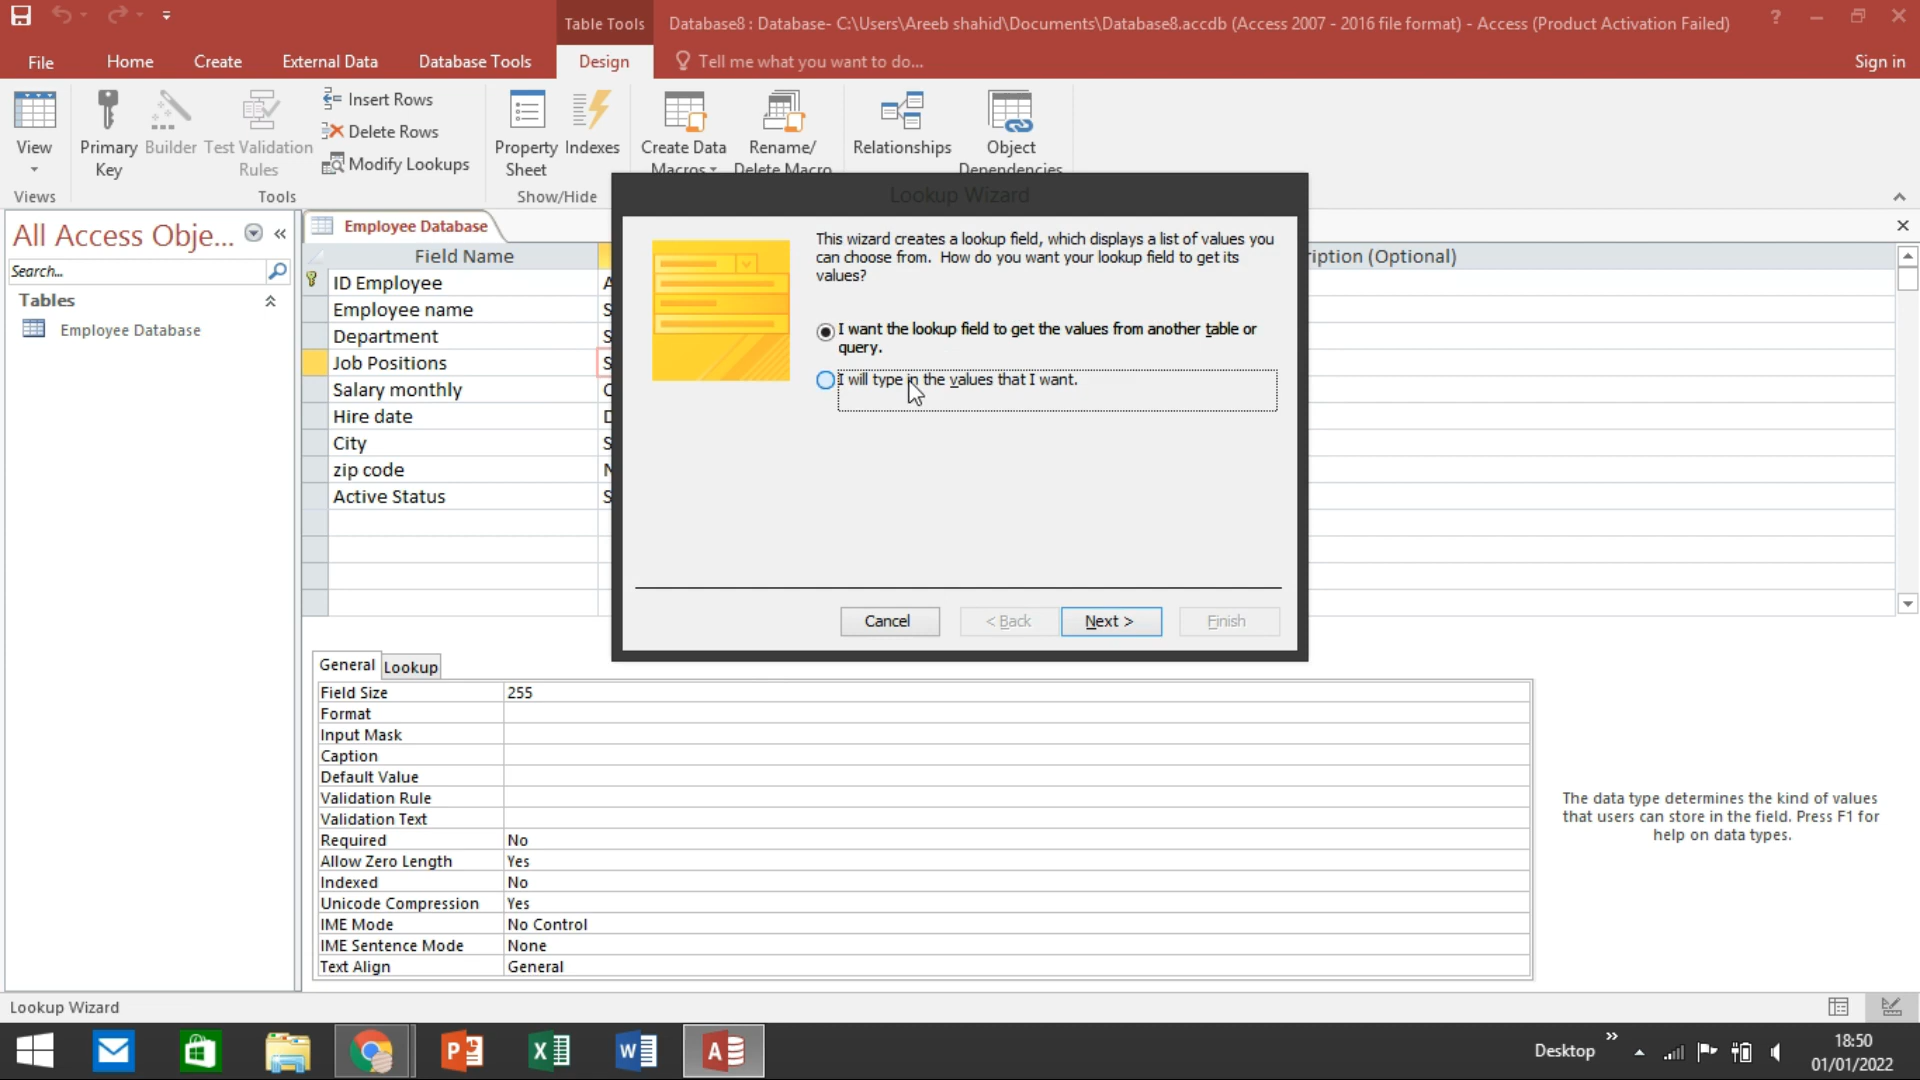 Table Tools
Database8 : Database- C:\Users\Areeb shahid\Documents\Database8.accdb (Access 2007 - 2016 file format) - Access (Product Activation Failed)
?
File
Home
Create
External Data
Database Tools
Design
Tell me what you want to do...
Sign in
View
Primary Key
Builder
Test Validation Rules
Insert Rows
Delete Rows
Modify Lookups
Property Sheet
Indexes
Create Data Macros
Rename/ Delete Macro
Relationships
Object Dependencies
Views
Tools
Show/Hide
Lookup Wizard
All Access Obje...
«
Search...
Tables
Employee Database
Employee Database
Field Name
ription (Optional)
ID Employee
A
Employee name
S
Department
S
Job Positions
S
Salary monthly
C
Hire date
D
City
S
zip code
N
Active Status
S
This wizard creates a lookup field, which displays a list of values you
can choose from.  How do you want your lookup field to get its
values?
I want the lookup field to get the values from another table or
query.
I will type in the values that I want.
Cancel
< Back
Next >
Finish
General
Lookup
Field Size 255
Format
Input Mask
Caption
Default Value
Validation Rule
Validation Text
Required No
Allow Zero Length Yes
Indexed No
Unicode Compression Yes
IME Mode No Control
IME Sentence Mode None
Text Align General
The data type determines the kind of values
that users can store in the field. Press F1 for
help on data types.
Lookup Wizard
P
X
W
A
Desktop
»
18:50
01/01/2022